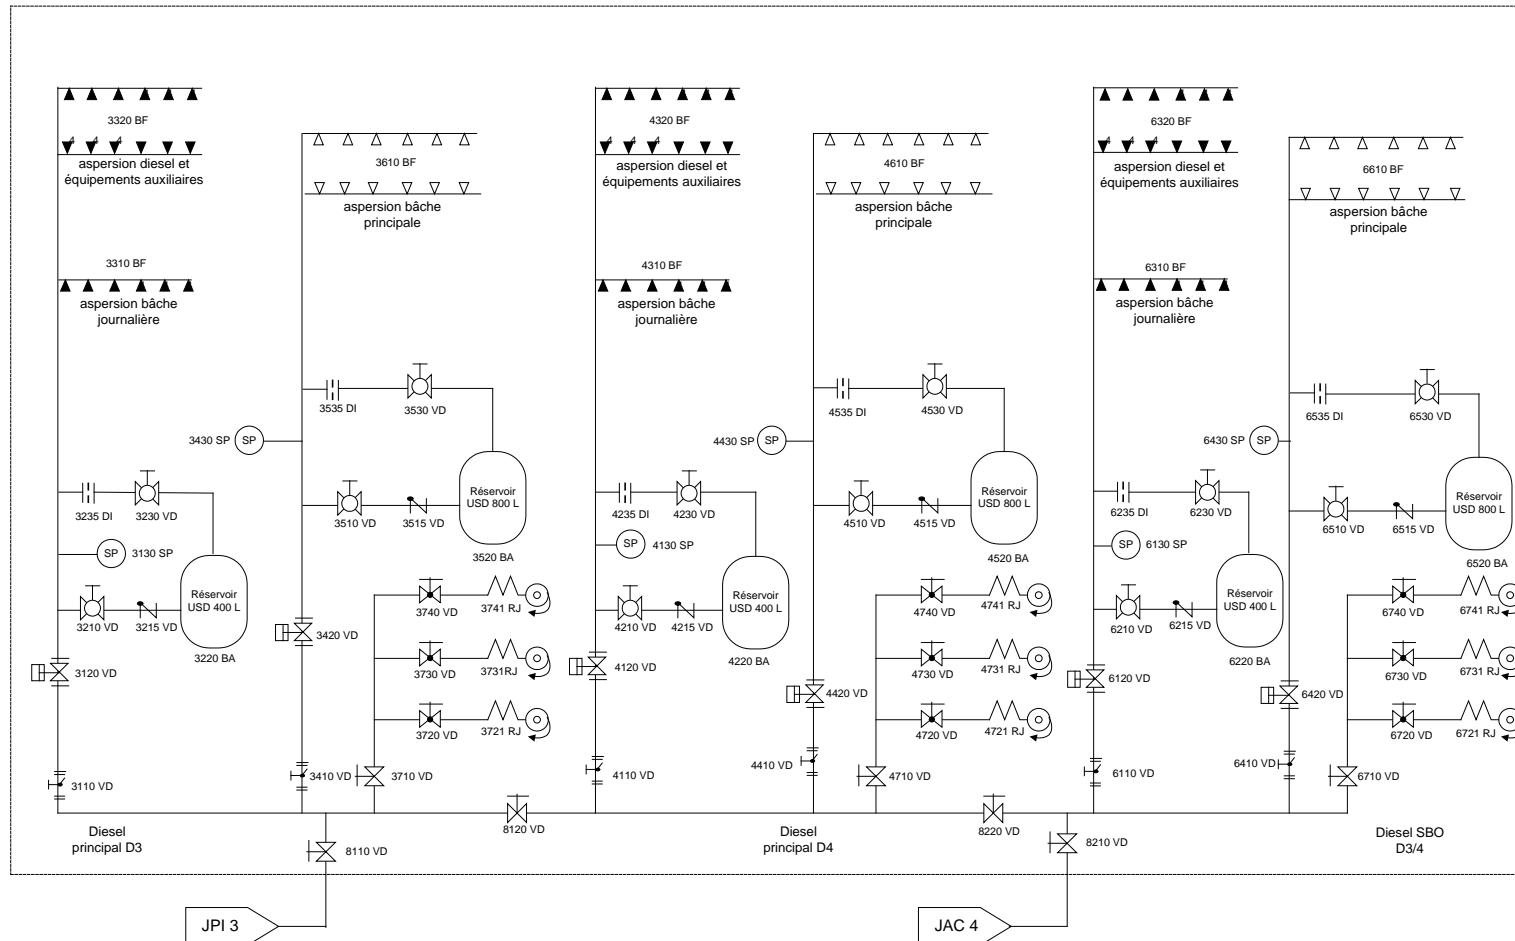 3320 BF
aspersion diesel et
équipements auxiliaires
3310 BF
aspersion bâche
journalière
3235 DI
3230 VD
SP
3130 SP
Réservoir
USD 400 L
3210 VD
3215 VD
3220 BA
3120 VD
3110 VD
3610 BF
aspersion bâche
principale
3535 DI
3530 VD
3430 SP
SP
Réservoir
USD 800 L
3510 VD
3515 VD
3520 BA
3420 VD
3410 VD
3740 VD
3741 RJ
3730 VD
3731RJ
3720 VD
3721 RJ
3710 VD
4320 BF
aspersion diesel et
équipements auxiliaires
4310 BF
aspersion bâche
journalière
4235 DI
4230 VD
SP
4130 SP
Réservoir
USD 400 L
4210 VD
4215 VD
4220 BA
4120 VD
4110 VD
4610 BF
aspersion bâche
principale
4535 DI
4530 VD
4430 SP
SP
Réservoir
USD 800 L
4510 VD
4515 VD
4520 BA
4420 VD
4410 VD
4740 VD
4741 RJ
4730 VD
4731 RJ
4720 VD
4721 RJ
4710 VD
6320 BF
aspersion diesel et
équipements auxiliaires
6310 BF
aspersion bâche
journalière
6235 DI
6230 VD
SP
6130 SP
Réservoir
USD 400 L
6210 VD
6215 VD
6220 BA
6120 VD
6110 VD
6610 BF
aspersion bâche
principale
6535 DI
6530 VD
6430 SP
SP
Réservoir
USD 800 L
6510 VD
6515 VD
6520 BA
6420 VD
6410 VD
6740 VD
6741 RJ
6730 VD
6731 RJ
6720 VD
6721 RJ
6710 VD
8120 VD
8220 VD
Diesel
principal D3
8110 VD
Diesel
principal D4
8210 VD
Diesel SBO
D3/4
JPI 3
JAC 4